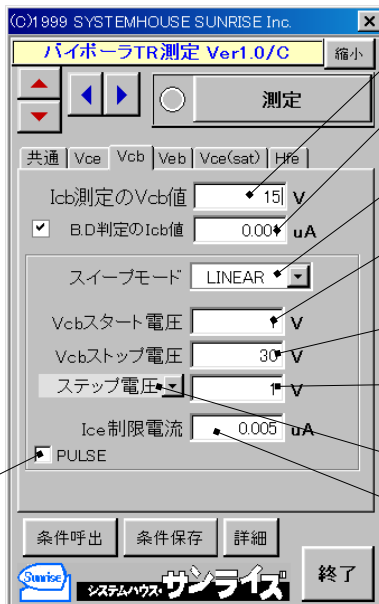 (C)1999 SYSTEMHOUSE SUNRISE Inc.
バイポーラTR測定 Ver1.0/C
縮小
測定
共通 Vce Vcb Veb Vce(sat) Hfe
Icb測定のVcb値 15 V
B.D判定のIcb値 0.001 uA
スイープモード LINEAR
Vcbスタート電圧 1 V
Vcbストップ電圧 30 V
ステップ電圧 1 V
Ice制限電流 0.005 uA
PULSE
条件呼出 条件保存 詳細
Sunrise システムハウス・サンライズ
終了